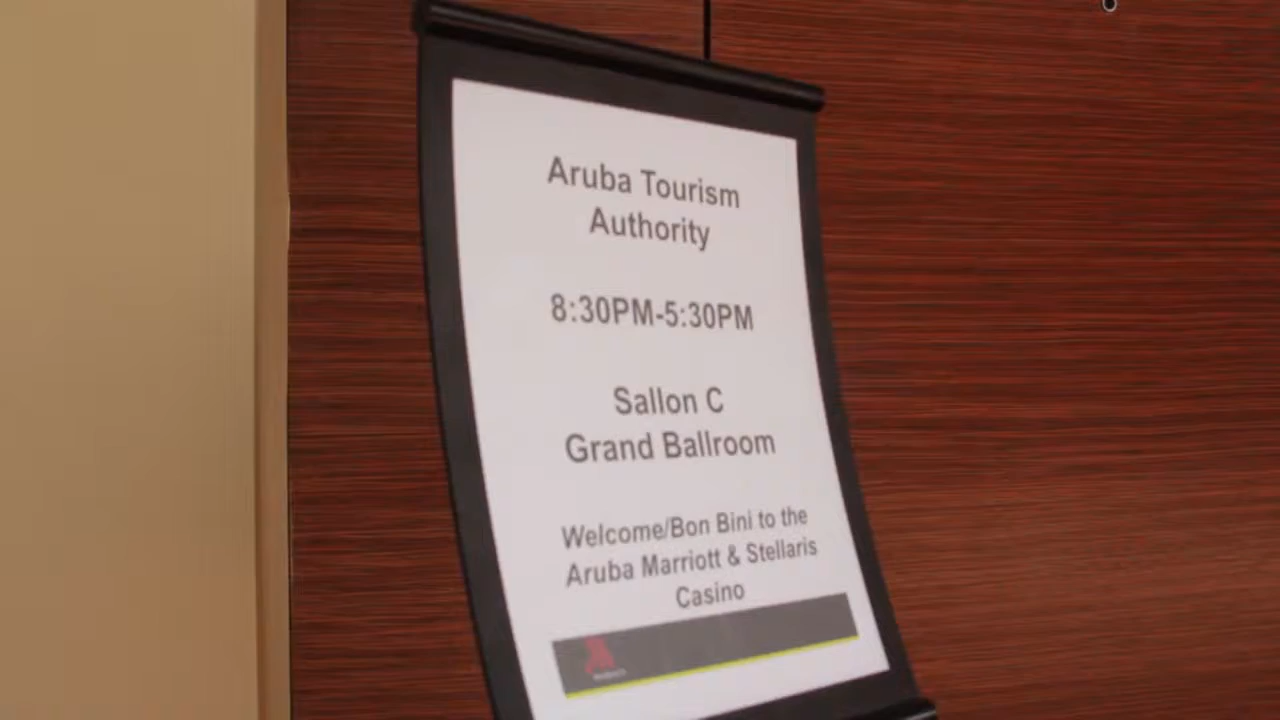 Aruba Tourism
Authority
8:30PM-5:30PM
Sallon C
Grand Ballroom
Welcome/Bon Bini to the
Aruba Marriott & Stellaris
Casino